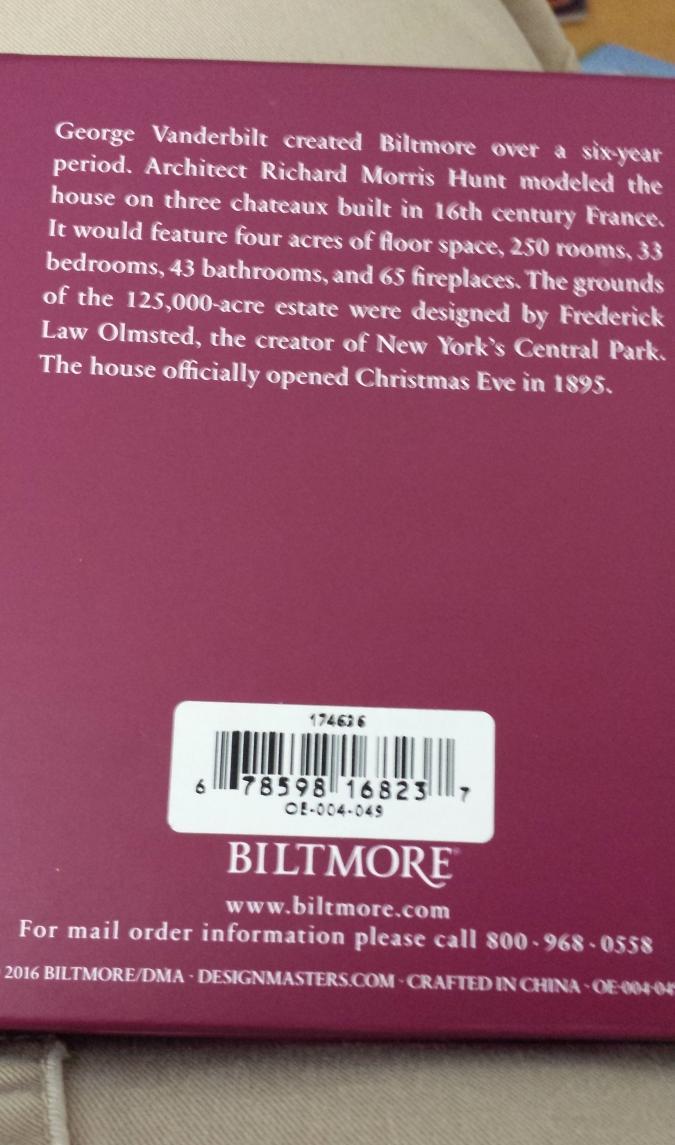 George Vanderbilt created Biltmore over a six-year
period. Architect Richard Morris Hunt modeled the
house on three chateaux built in 16th century France.
It would feature four acres of floor space, 250 rooms, 33
bedrooms, 43 bathrooms, and 65 fireplaces. The grounds
of the 125,000-acre estate were designed by Frederick
Law Olmsted, the creator of New York's Central Park.
The house officially opened Christmas Eve in 1895.
174636
6 78598 16823 7
OE-004-049
BILTMORE®
www.biltmore.com
For mail order information please call 800-968-0558
2016 BILTMORE/DMA · DESIGNMASTERS.COM · CRAFTED IN CHINA · OE-004-04